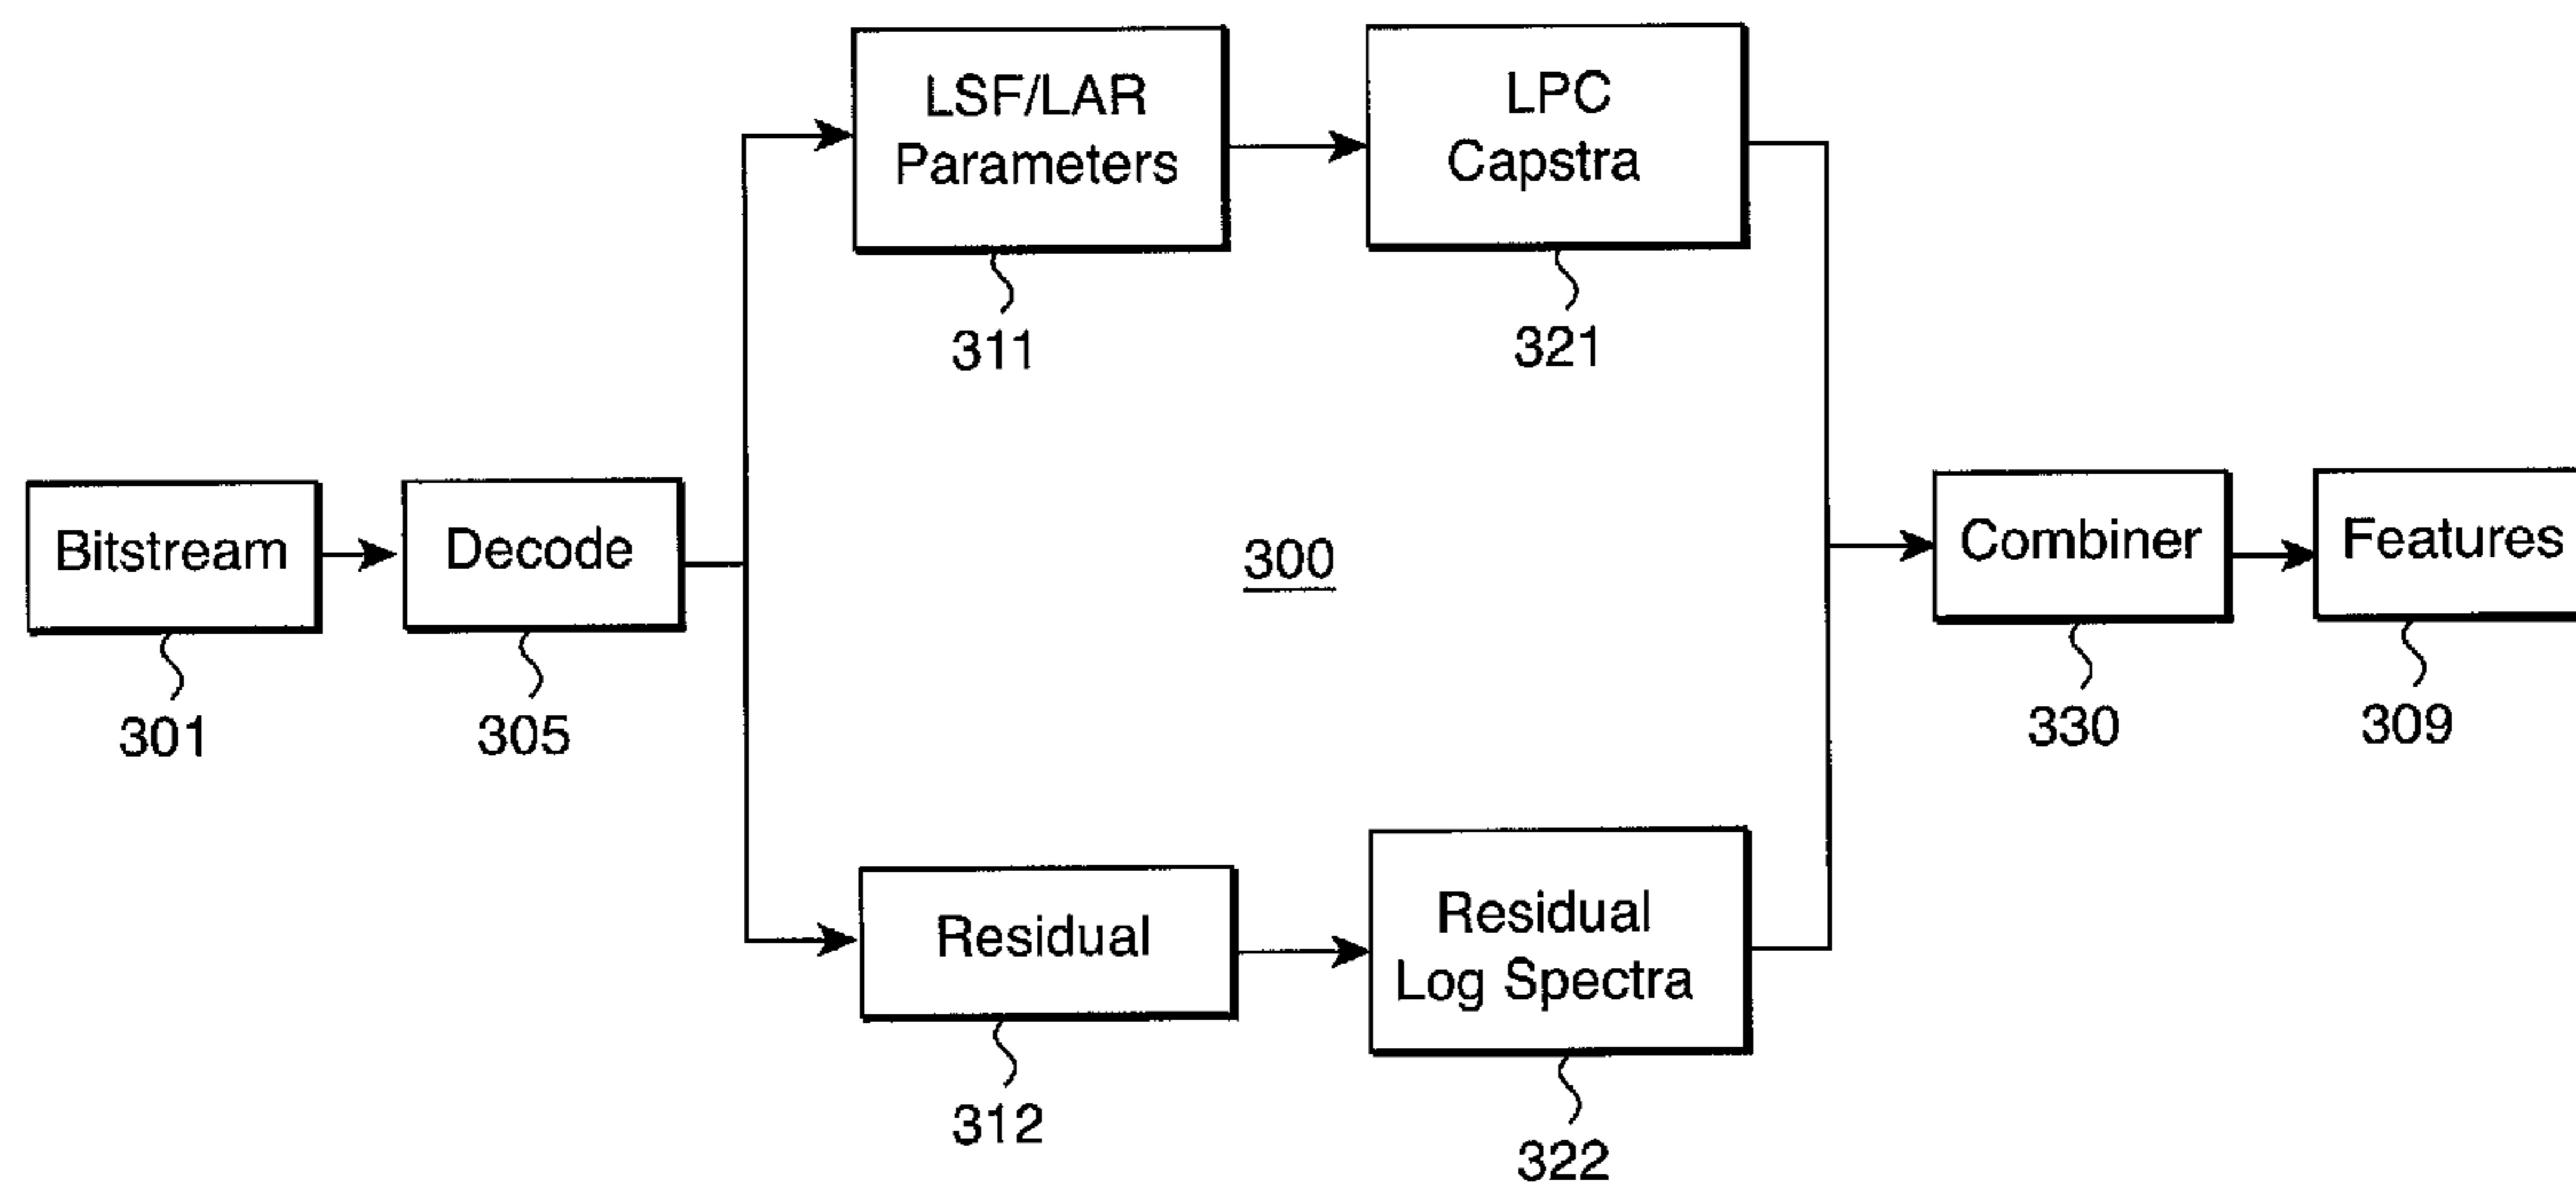 LSF/LAR
Parameters
311
LPC
Capstra
321
Bitstream
301
Decode
305
300
Combiner
330
Features
309
Residual
312
Residual
Log Spectra
322